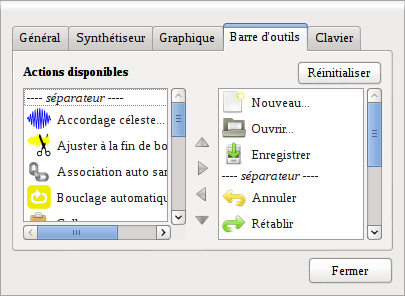 Général Synthétiseur Graphique Barre d'outils Clavier
Actions disponibles
Réinitialiser
---- séparateur ----
Accordage céleste...
Ajuster à la fin de bo
Association auto sar
Bouclage automatiqu
Nouveau...
Ouvrir...
Enregistrer
---- séparateur ----
Annuler
Rétablir
Fermer